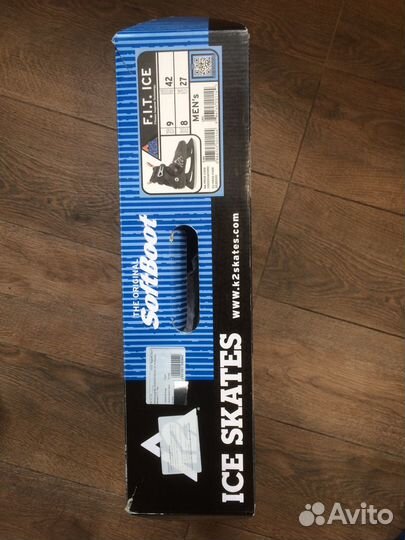 F.I.T. ICE
9
42
8
27
MEN's
THE ORIGINAL
SoftBoot
www.k2skates.com
ICE SKATES
Avito